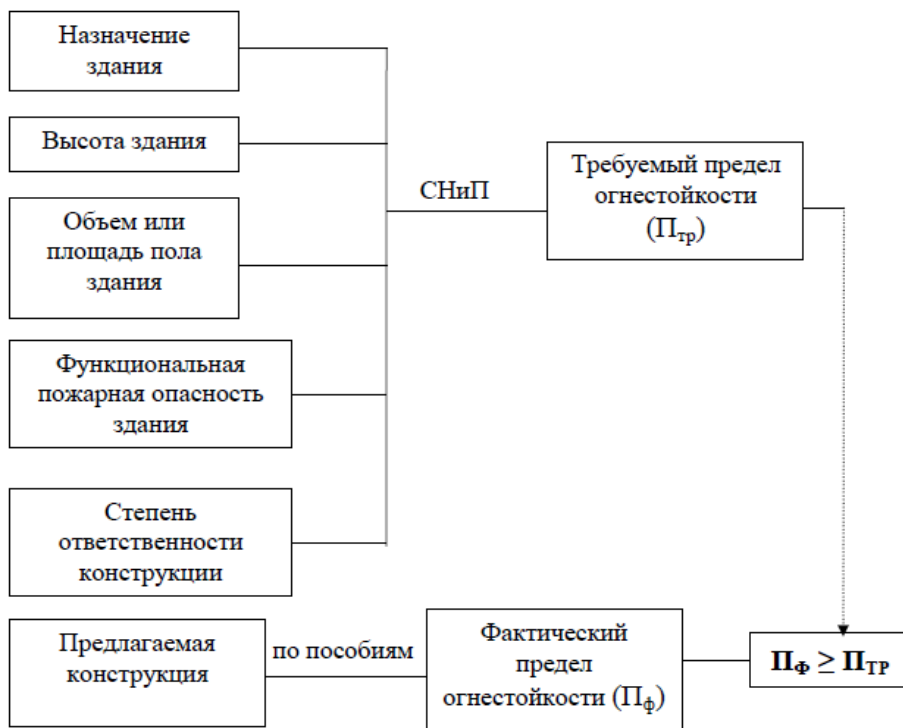 Назначение
здания
Высота здания
Объем или
площадь пола
здания
Функциональная
пожарная опасность
здания
Степень
ответственности
конструкции
СНиП
Требуемый предел
огнестойкости
(Птр)
Предлагаемая
конструкция
по пособиям
Фактический
предел
огнестойкости (Пф)
ПФ ≥ ПТР